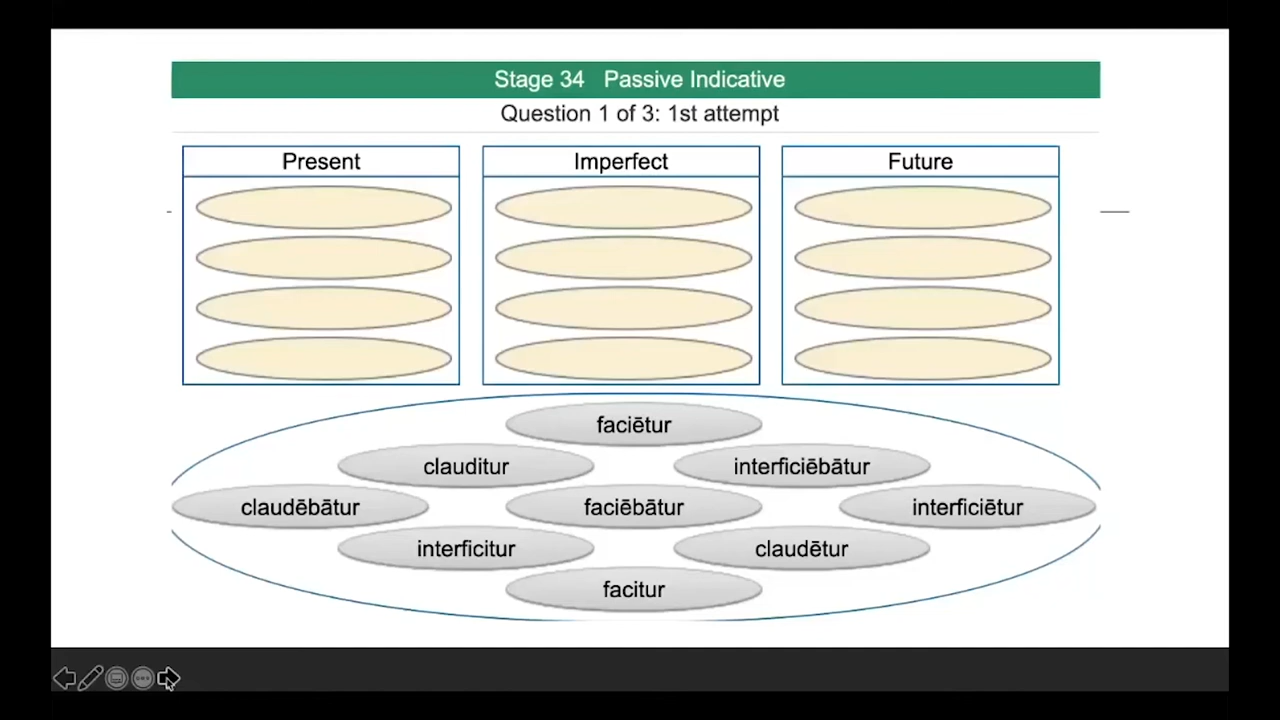 Stage 34 Passive Indicative
Question 1 of 3: 1st attempt
Present Imperfect Future
faciētur
clauditur interficiēbātur
claudēbātur faciēbātur interficiētur
interficitur claudētur
facitur